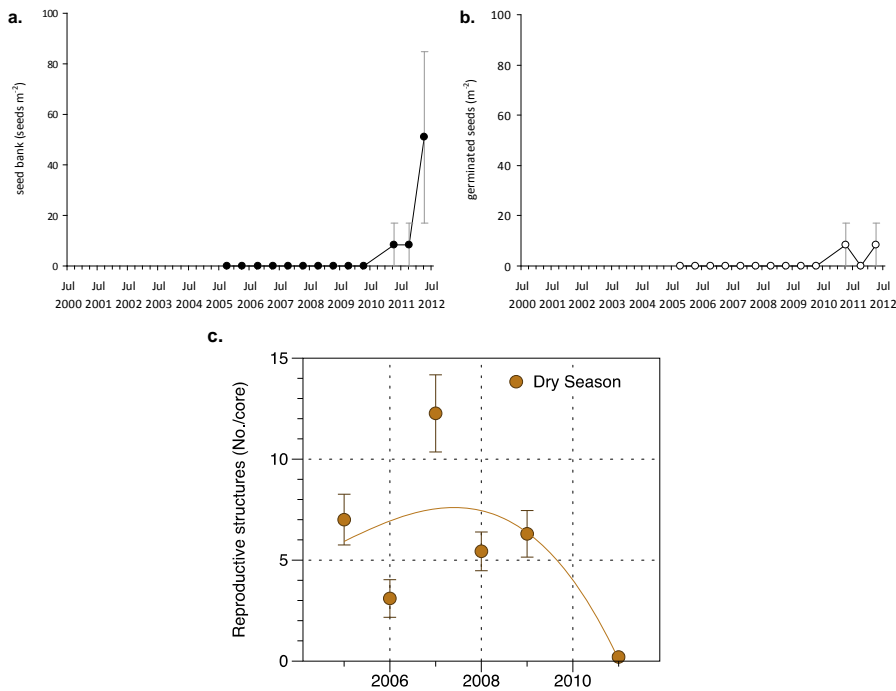 a.
100
80
60
40
20
0
seed bank (seeds m⁻²)
Jul Jul Jul Jul Jul Jul Jul Jul Jul Jul Jul Jul Jul
2000 2001 2002 2003 2004 2005 2006 2007 2008 2009 2010 2011 2012
b.
100
80
60
40
20
0
germinated seeds (m⁻²)
Jul Jul Jul Jul Jul Jul Jul Jul Jul Jul Jul Jul Jul
2000 2001 2002 2003 2004 2005 2006 2007 2008 2009 2010 2011 2012
c.
15
10
5
0
Reproductive structures (No./core)
Dry Season
2006 2008 2010